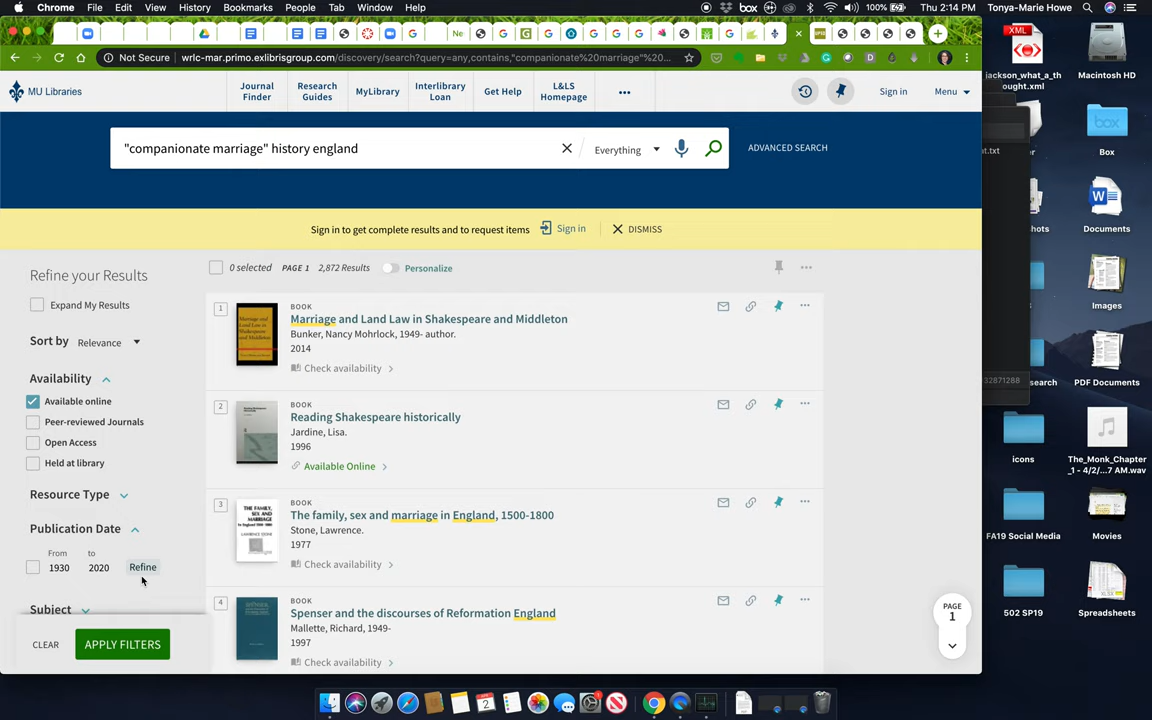 Chrome File Edit View History Bookmarks People Tab Window Help
box 100% Thu 2:14 PM Tonya-Marie Howe
Not Secure wrlc-mar.primo.exlibrisgroup.com/discovery/search?query=any,contains,"companionate%20marriage"%20...
MU Libraries
Journal Finder
Research Guides
MyLibrary
Interlibrary Loan
Get Help
L&LS Homepage
...
Sign in
Menu
"companionate marriage" history england
Everything
ADVANCED SEARCH
Sign in to get complete results and to request items
Sign in
DISMISS
Refine your Results
Expand My Results
Sort by Relevance
Availability
Available online
Peer-reviewed Journals
Open Access
Held at library
Resource Type
Publication Date
From to
1930 2020 Refine
Subject
CLEAR
APPLY FILTERS
0 selected PAGE 1 2,872 Results Personalize
1
BOOK
Marriage and Land Law in Shakespeare and Middleton
Bunker, Nancy Mohrlock, 1949- author.
2014
Check availability
2
BOOK
Reading Shakespeare historically
Jardine, Lisa.
1996
Available Online
3
BOOK
The family, sex and marriage in England, 1500-1800
Stone, Lawrence.
1977
Check availability
4
BOOK
Spenser and the discourses of Reformation England
Mallette, Richard, 1949-
1997
Check availability
PAGE
1
XML
jackson_what_a_th
ought.xml
Macintosh HD
Box
Documents
Images
PDF Documents
icons
The_Monk_Chapter
_1 - 4/2/...7 AM.wav
FA19 Social Media
Movies
502 SP19
Spreadsheets